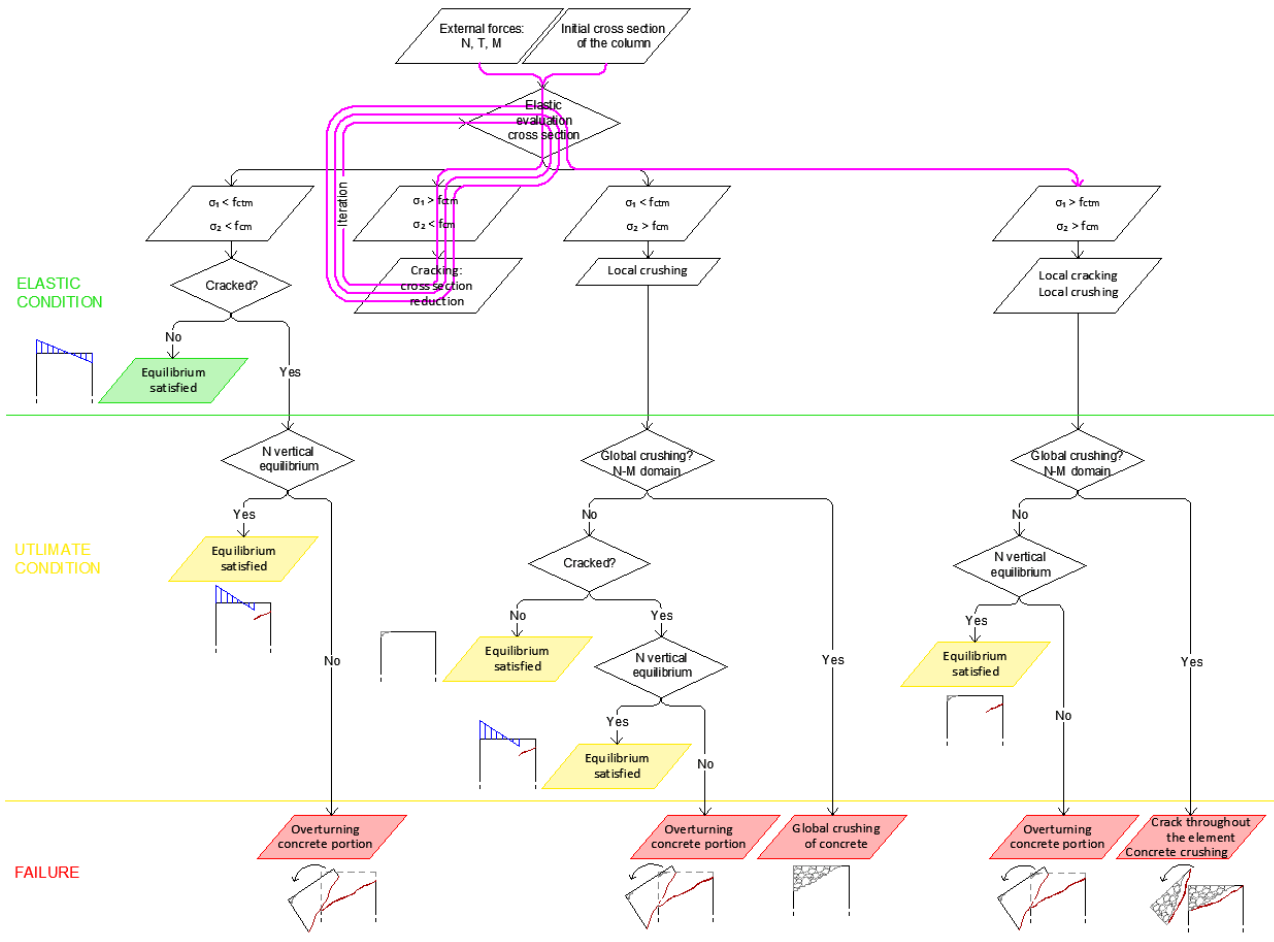 External forces:
N, T, M
Initial cross section
of the column
Elastic
evaluation
cross section
Iteration
σ₁ < fctm
σ₂ < fcm
σ₁ > fctm
σ₂ < fcm
σ₁ < fctm
σ₂ > fcm
σ₁ > fctm
σ₂ > fcm
Cracked?
Cracking:
cross section
reduction
Local crushing
Local cracking
Local crushing
ELASTIC
CONDITION
No
Yes
Equilibrium
satisfied
N vertical
equilibrium
Global crushing?
N-M domain
Global crushing?
N-M domain
Yes
No
No
UTLIMATE
CONDITION
Equilibrium
satisfied
Cracked?
N vertical
equilibrium
No
Yes
Yes
No
Equilibrium
satisfied
N vertical
equilibrium
Yes
Equilibrium
satisfied
Yes
Yes
No
No
Equilibrium
satisfied
Overturning
concrete portion
Overturning
concrete portion
Global crushing
of concrete
Overturning
concrete portion
Crack throughout
the element
Concrete crushing
FAILURE